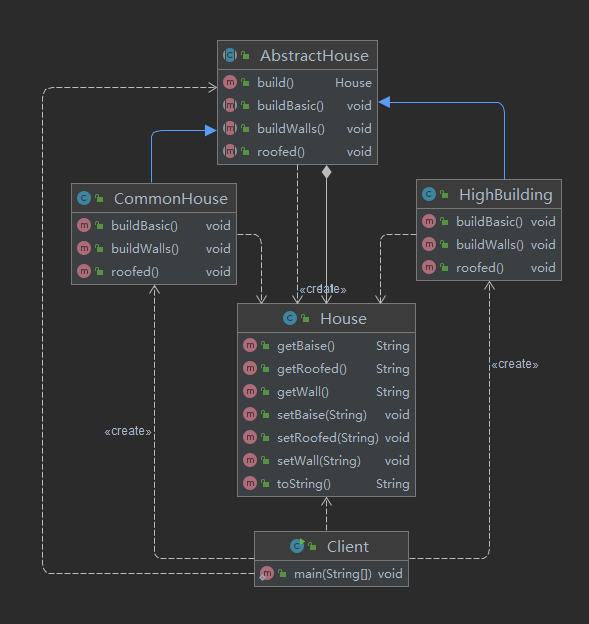 AbstractHouse
build() House
buildBasic() void
buildWalls() void
roofed() void
CommonHouse
buildBasic() void
buildWalls() void
roofed() void
HighBuilding
buildBasic() void
buildWalls() void
roofed() void
«create»
House
getBaise() String
getRoofed() String
getWall() String
setBaise(String) void
setRoofed(String) void
setWall(String) void
toString() String
«create»
«create»
Client
main(String[]) void